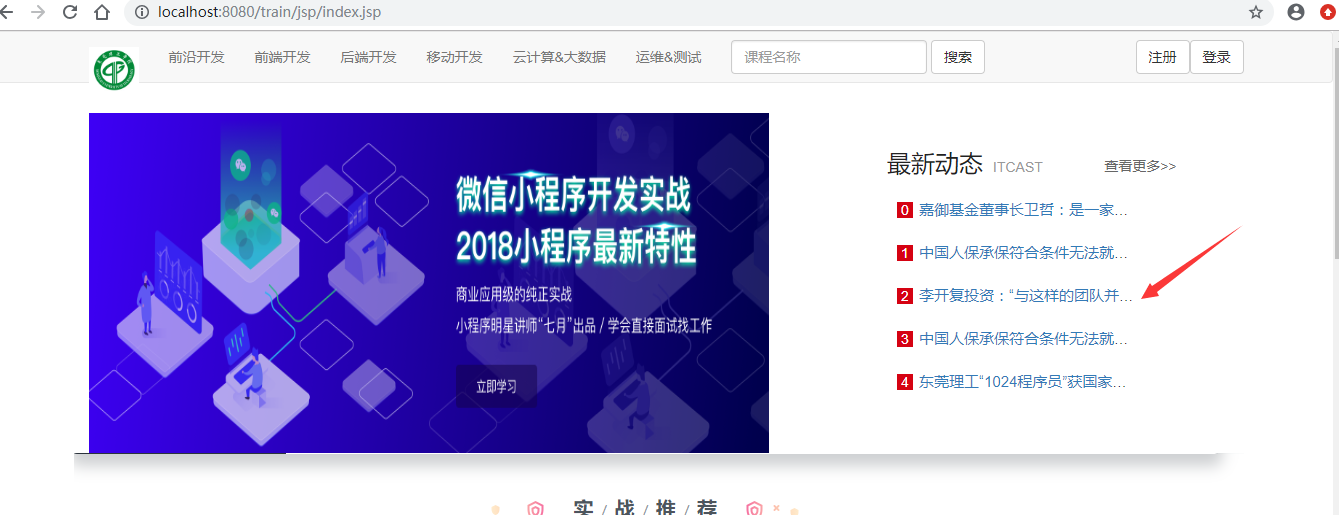 localhost:8080/train/jsp/index.jsp
前沿开发 前端开发 后端开发 移动开发 云计算&大数据 运维&测试 课程名称 搜索 注册 登录
微信小程序开发实战
2018小程序最新特性
商业应用级的纯正实战
小程序明星讲师“七月”出品 / 学会直接面试找工作
立即学习
最新动态 ITCAST 查看更多>>
0 嘉御基金董事长卫哲：是一家...
1 中国人保承保符合条件无法就...
2 李开复投资：“与这样的团队并...
3 中国人保承保符合条件无法就...
4 东莞理工“1024程序员”获国家...
实 / 战 / 推 / 荐